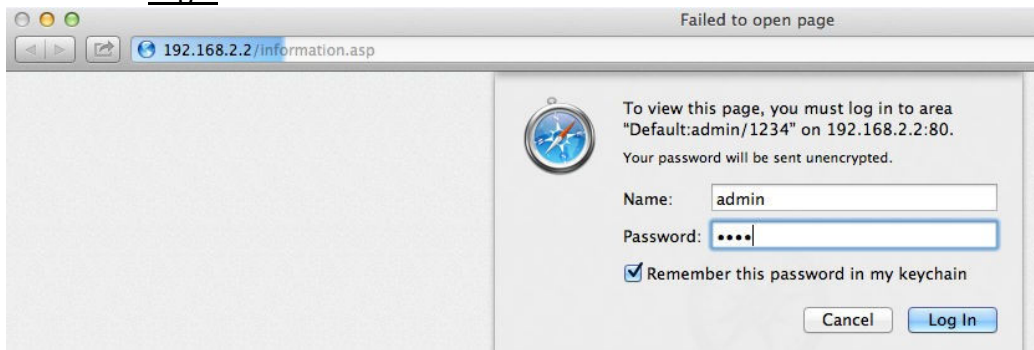 Failed to open page
192.168.2.2/information.asp
To view this page, you must log in to area
"Default:admin/1234" on 192.168.2.2:80.
Your password will be sent unencrypted.
Name: admin
Password: ••••
Remember this password in my keychain
Cancel Log In